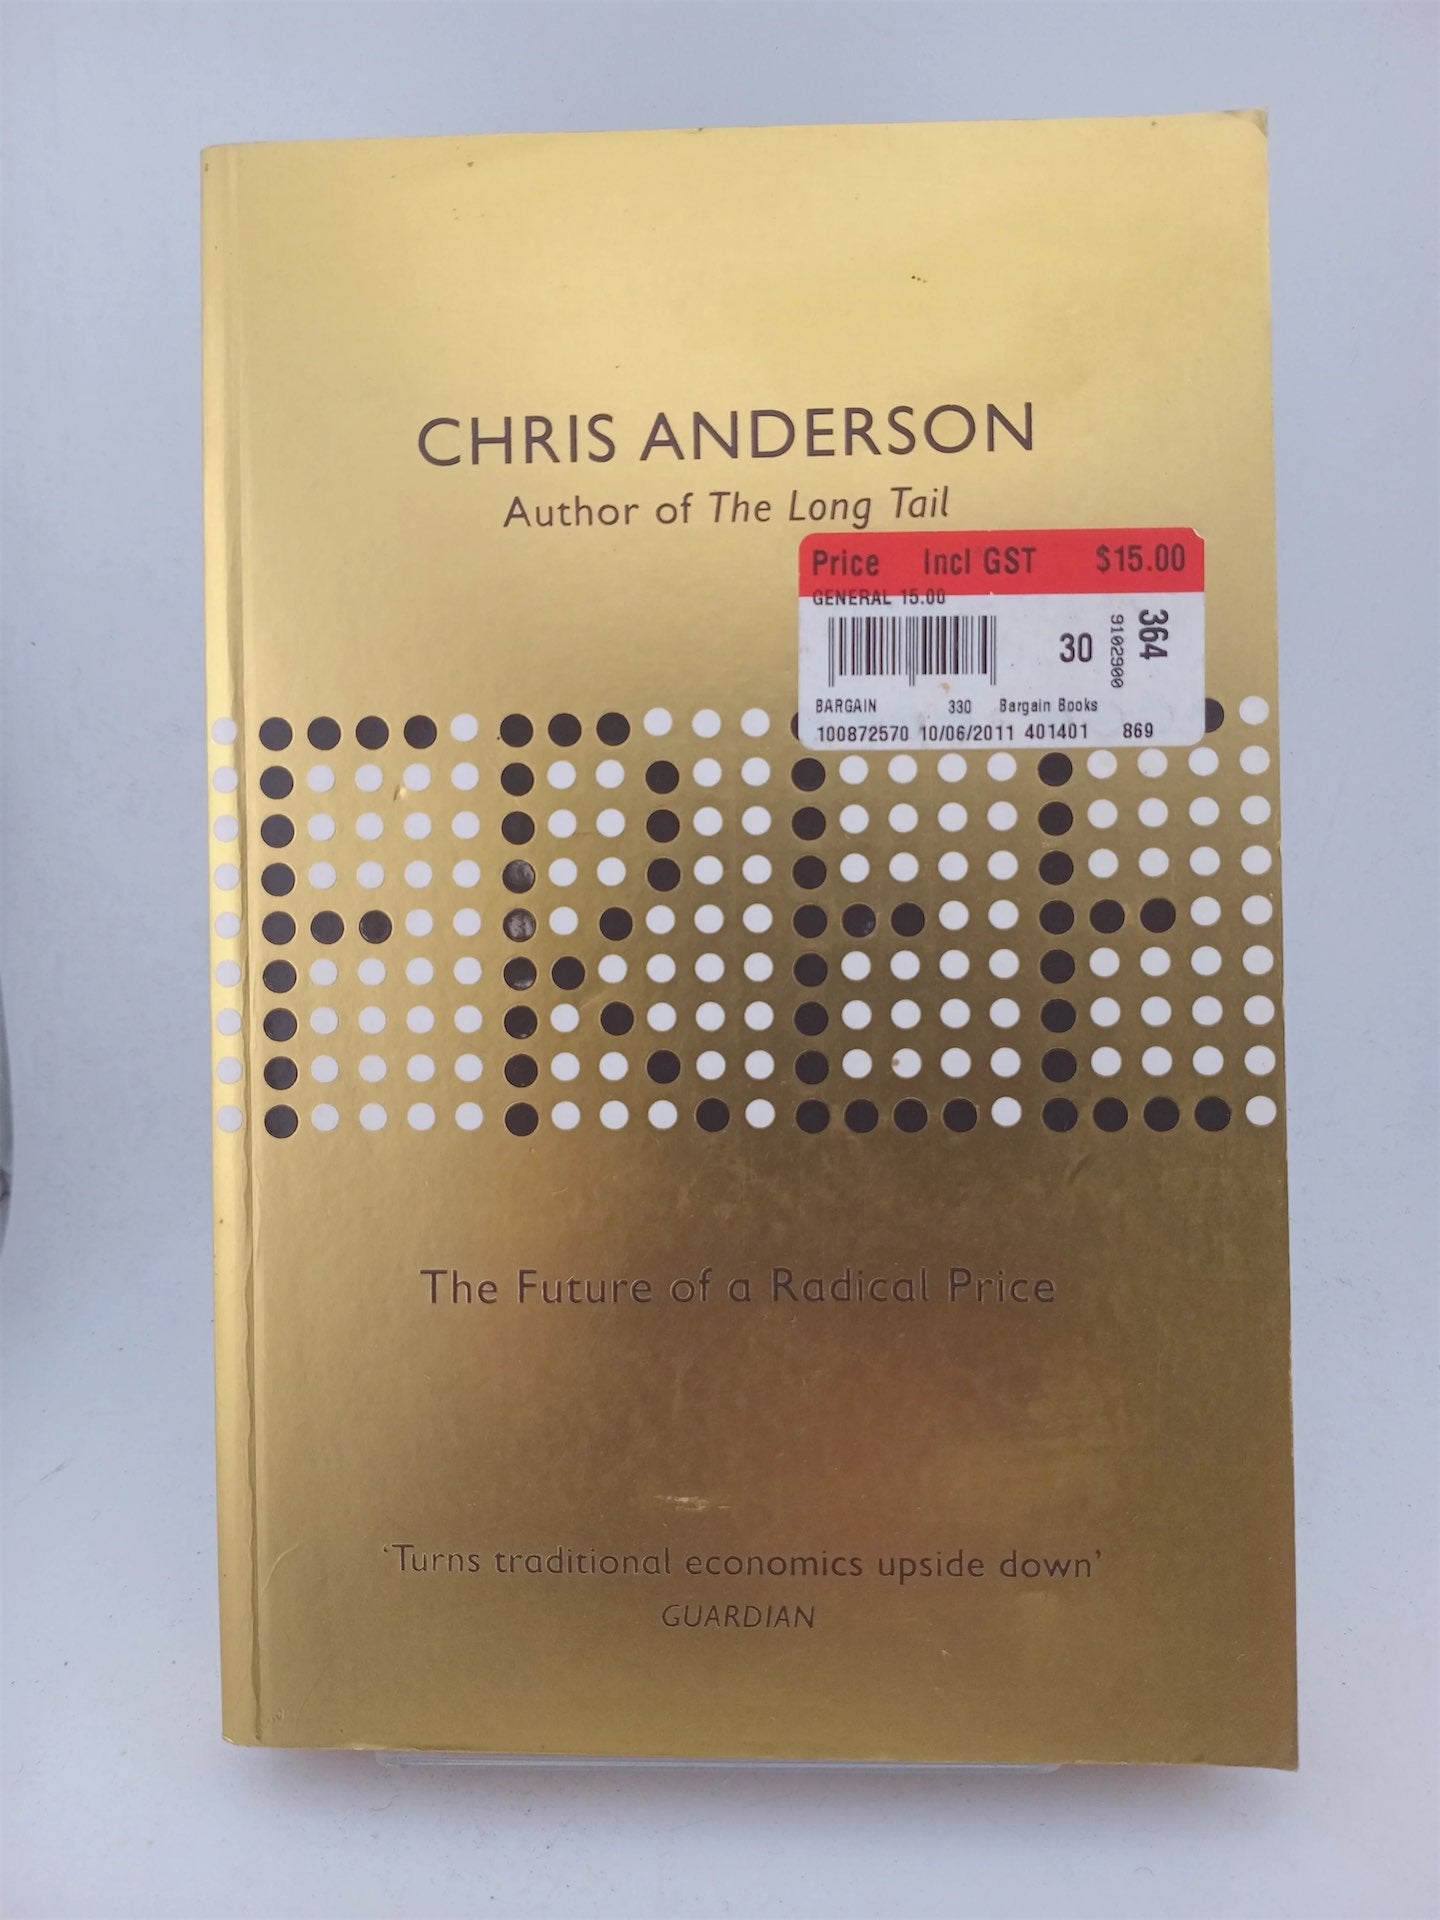 CHRIS ANDERSON
Author of The Long Tail
Price Incl GST $15.00
GENERAL 15.00
30
9102900
364
BARGAIN 330 Bargain Books
100872570 10/06/2011 401401 869
FREE
The Future of a Radical Price
‘Turns traditional economics upside down’
GUARDIAN